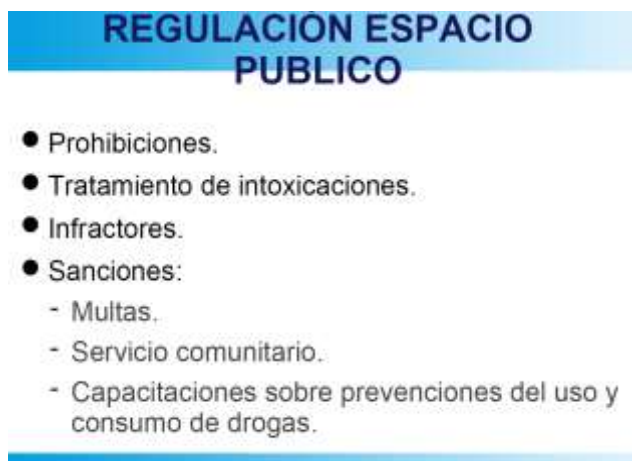 REGULACIÓN ESPACIO
PUBLICO
● Prohibiciones.
● Tratamiento de intoxicaciones.
● Infractores.
● Sanciones:
- Multas.
- Servicio comunitario.
- Capacitaciones sobre prevenciones del uso y
consumo de drogas.